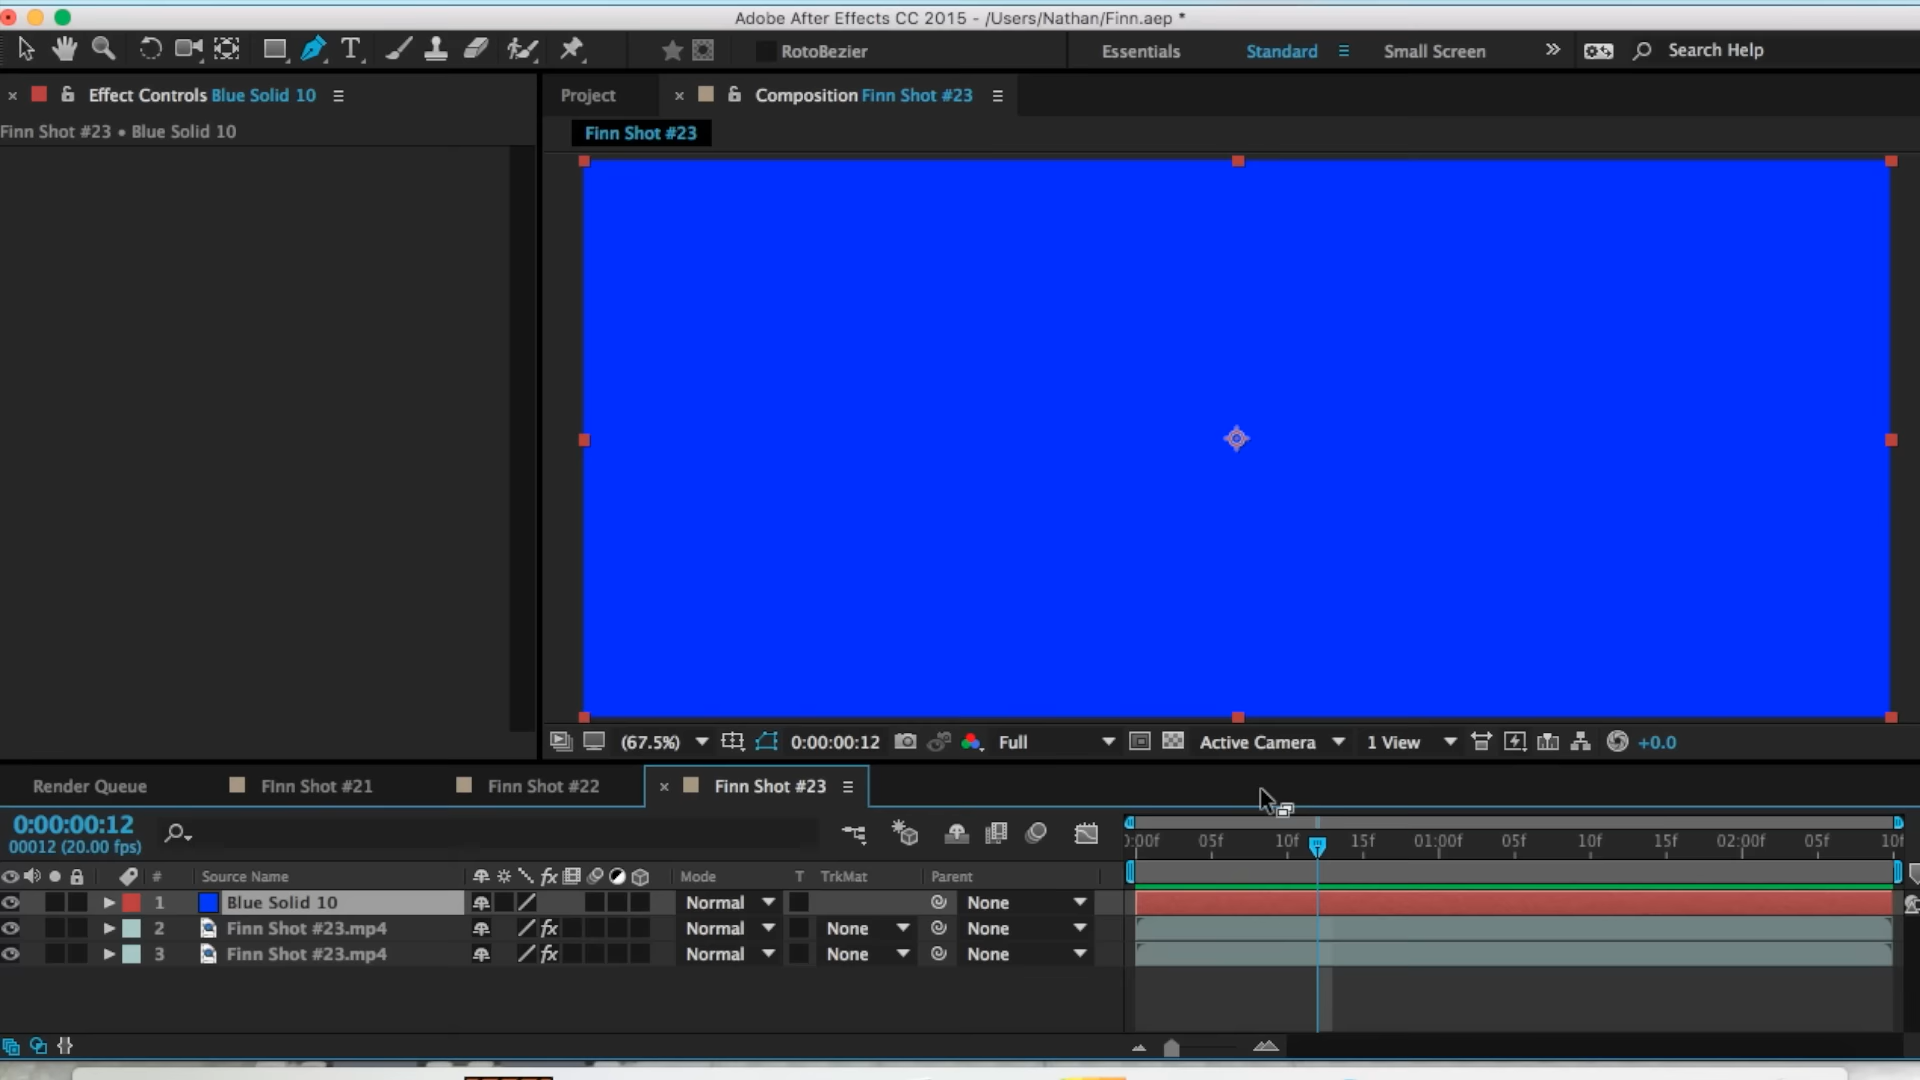 Adobe After Effects CC 2015 - /Users/Nathan/Finn.aep *
T RotoBezier Essentials Standard Small Screen » Search Help
× Effect Controls Blue Solid 10
Project × Composition Finn Shot #23
Finn Shot #23 • Blue Solid 10
Finn Shot #23
(67.5%) 0:00:00:12 Full Active Camera 1 View +0.0
Render Queue FInn Shot #21 Finn Shot #22 × Finn Shot #23
0:00:00:12
00012 (20.00 fps)
):00f 05f 10f 15f 01:00f 05f 10f 15f 02:00f 05f 10f
# Source Name fx Mode T TrkMat Parent
1 Blue Solid 10 Normal None
2 Finn Shot #23.mp4 fx Normal None None
3 Finn Shot #23.mp4 fx Normal None None